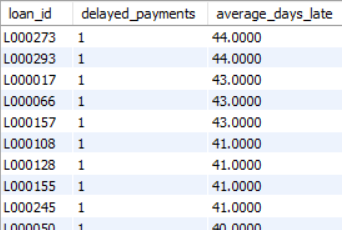 loan_id delayed_payments average_days_late
L000273 1 44.0000
L000293 1 44.0000
L000017 1 43.0000
L000066 1 43.0000
L000157 1 43.0000
L000108 1 41.0000
L000128 1 41.0000
L000155 1 41.0000
L000245 1 41.0000
L000050 1 40.0000